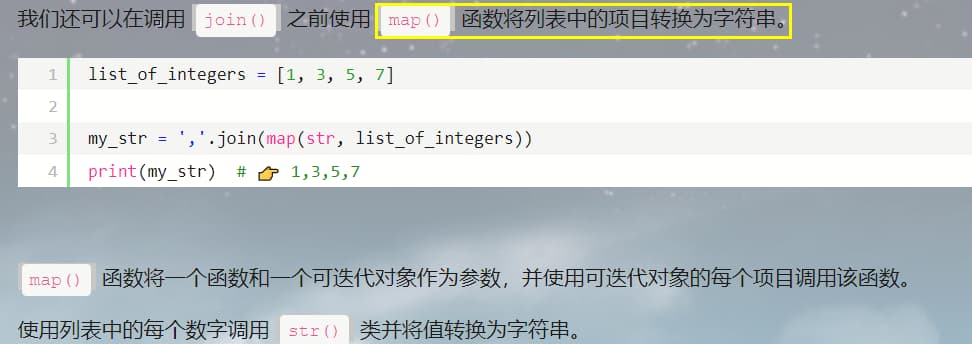 我们还可以在调用 join() 之前使用 map() 函数将列表中的项目转换为字符串。
1 list_of_integers = [1, 3, 5, 7]
2
3 my_str = ','.join(map(str, list_of_integers))
4 print(my_str)  # 👉 1,3,5,7
map() 函数将一个函数和一个可迭代对象作为参数，并使用可迭代对象的每个项目调用该函数。
使用列表中的每个数字调用 str() 类并将值转换为字符串。